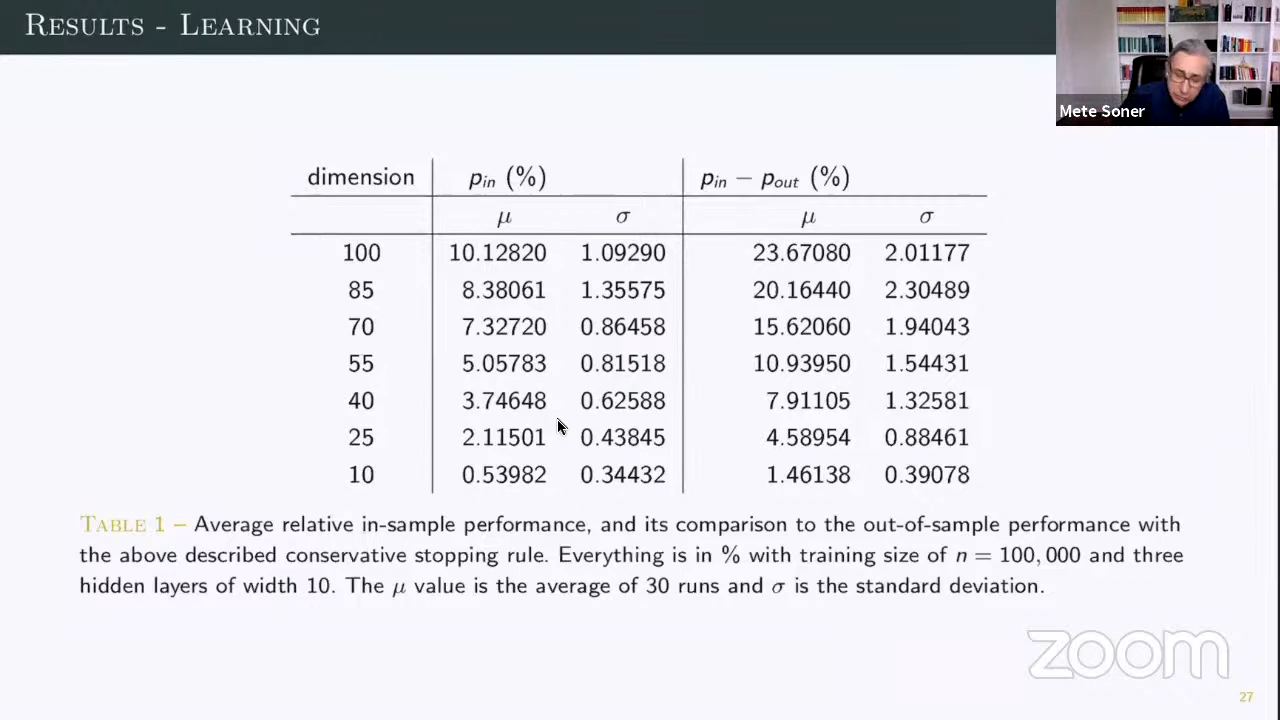 RESULTS - LEARNING
Mete Soner
dimension p_in (%) p_in − p_out (%)
μ σ μ σ
100 10.12820 1.09290 23.67080 2.01177
85 8.38061 1.35575 20.16440 2.30489
70 7.32720 0.86458 15.62060 1.94043
55 5.05783 0.81518 10.93950 1.54431
40 3.74648 0.62588 7.91105 1.32581
25 2.11501 0.43845 4.58954 0.88461
10 0.53982 0.34432 1.46138 0.39078
TABLE 1 – Average relative in-sample performance, and its comparison to the out-of-sample performance with
the above described conservative stopping rule. Everything is in % with training size of n = 100,000 and three
hidden layers of width 10. The μ value is the average of 30 runs and σ is the standard deviation.
zoom
27